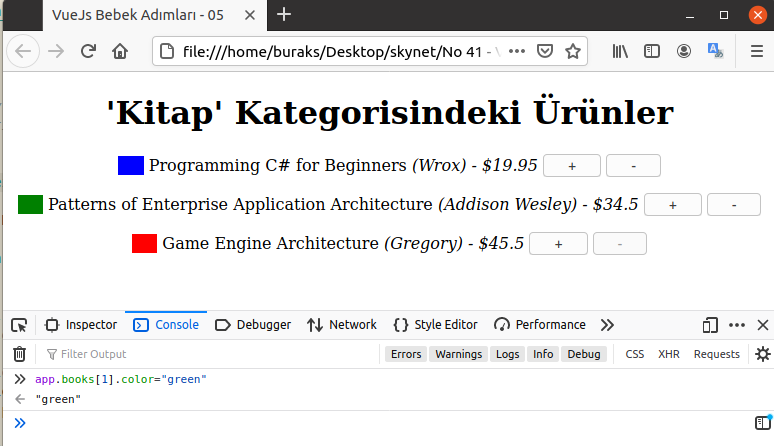 VueJs Bebek Adımları - 05
file:///home/buraks/Desktop/skynet/No 41 - V
'Kitap' Kategorisindeki Ürünler
Programming C# for Beginners (Wrox) - $19.95 + -
Patterns of Enterprise Application Architecture (Addison Wesley) - $34.5 + -
Game Engine Architecture (Gregory) - $45.5 + -
Inspector Console Debugger Network Style Editor Performance
Filter Output Errors Warnings Logs Info Debug CSS XHR Requests
app.books[1].color="green"
"green"